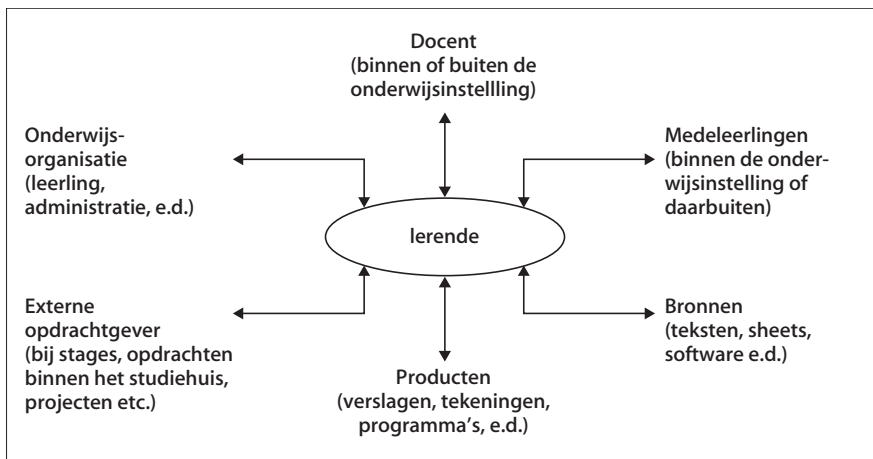 Docent
(binnen of buiten de
onderwijsinstellling)
Onderwijs-
organisatie
(leerling,
administratie, e.d.)
Medeleerlingen
(binnen de onder-
wijsinstelling of
daarbuiten)
lerende
Externe
opdrachtgever
(bij stages, opdrachten
binnen het studiehuis,
projecten etc.)
Producten
(verslagen, tekeningen,
programma's, e.d.)
Bronnen
(teksten, sheets,
software e.d.)